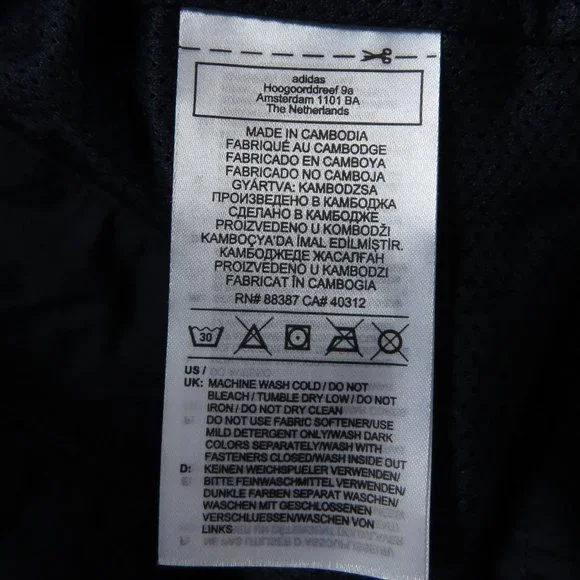 adidas
Hoogoorddreef 9a
Amsterdam 1101 BA
The Netherlands
MADE IN CAMBODIA
FABRIQUÉ AU CAMBODGE
FABRICADO EN CAMBOYA
FABRICADO NO CAMBOJA
GYÁRTVA: KAMBODZSA
ПРОИЗВЕДЕНО В КАМБОДЖА
СДЕЛАНО В КАМБОДЖЕ
PROIZVEDENO U KOMBODŽI
KAMBOÇYA'DA İMAL EDİLMİŞTİR.
КАМБОДЖЕДЕ ЖАСАЛҒАН
PROIZVEDENO U KAMBODZI
FABRICAT ÎN CAMBOGIA
RN# 88387 CA# 40312
30
US /
UK: MACHINE WASH COLD / DO NOT
BLEACH / TUMBLE DRY LOW / DO NOT
IRON / DO NOT DRY CLEAN
DO NOT USE FABRIC SOFTENER/USE
MILD DETERGENT ONLY/WASH DARK
COLORS SEPARATELY/WASH WITH
FASTENERS CLOSED/WASH INSIDE OUT
D: KEINEN WEICHSPUELER VERWENDEN/
BITTE FEINWASCHMITTEL VERWENDEN/
DUNKLE FARBEN SEPARAT WASCHEN/
WASCHEN MIT GESCHLOSSENEN
VERSCHLUESSEN/WASCHEN VON
LINKS